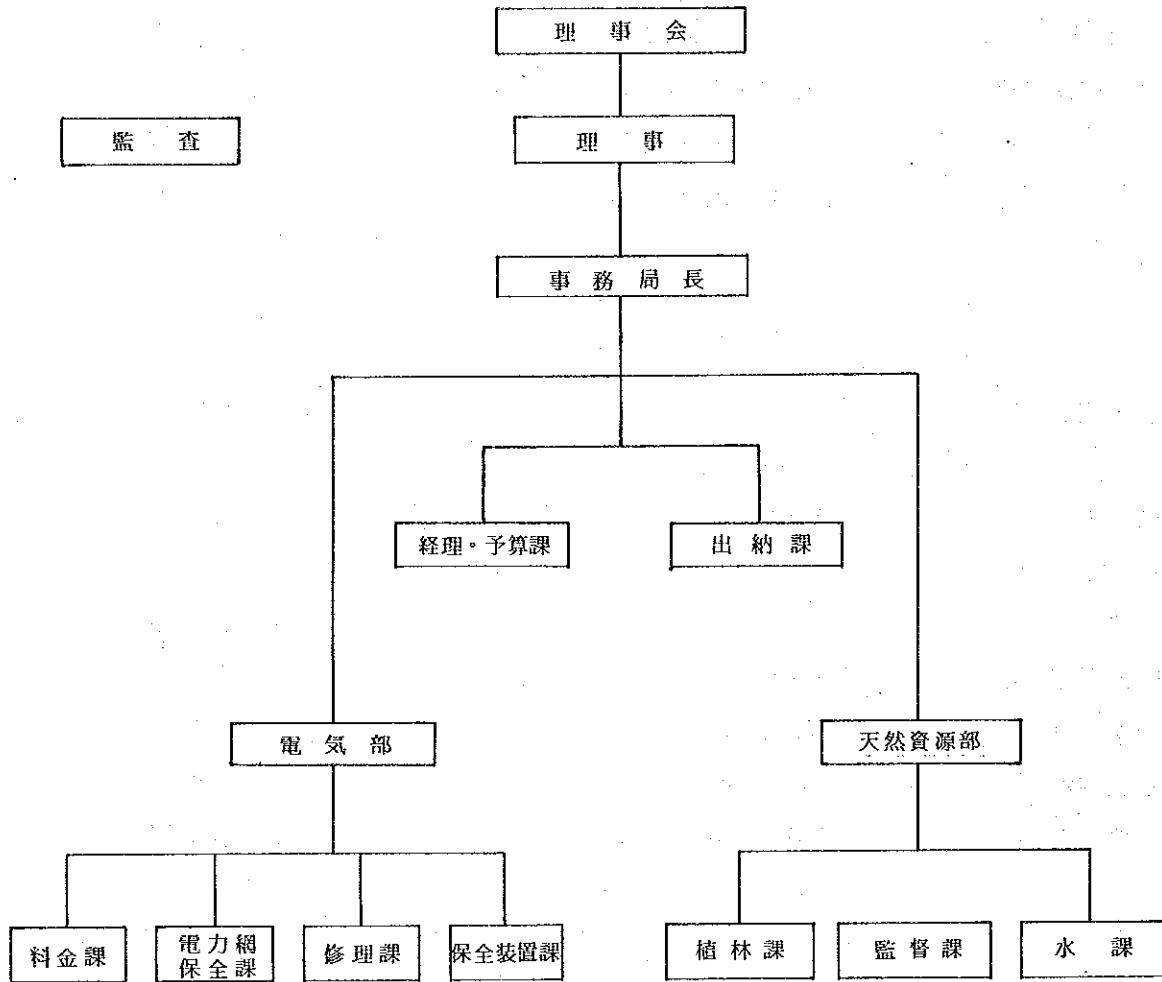 理事会
監査
理事
事務局長
経理・予算課
出納課
電気部
天然資源部
料金課
電力網
保全課
修理課
保全装置課
植林課
監督課
水課